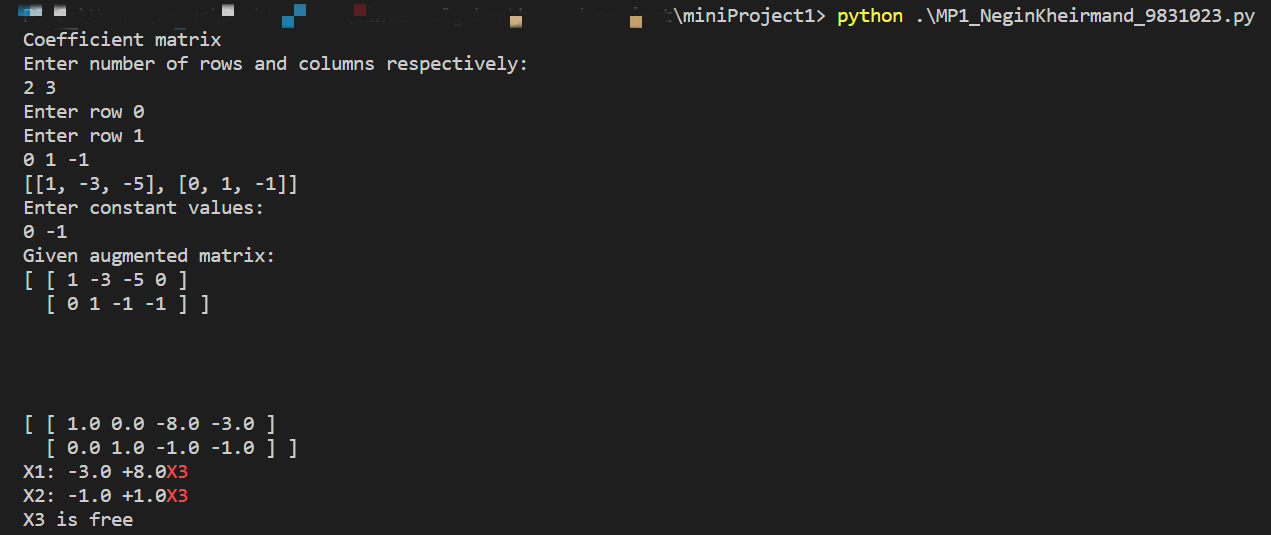 \miniProject1> python .\MP1_NeginKheirmand_9831023.py
Coefficient matrix
Enter number of rows and columns respectively:
2 3
Enter row 0
Enter row 1
0 1 -1
[[1, -3, -5], [0, 1, -1]]
Enter constant values:
0 -1
Given augmented matrix:
[ [ 1 -3 -5 0 ]
[ 0 1 -1 -1 ] ]
[ [ 1.0 0.0 -8.0 -3.0 ]
[ 0.0 1.0 -1.0 -1.0 ] ]
X1: -3.0 +8.0X3
X2: -1.0 +1.0X3
X3 is free